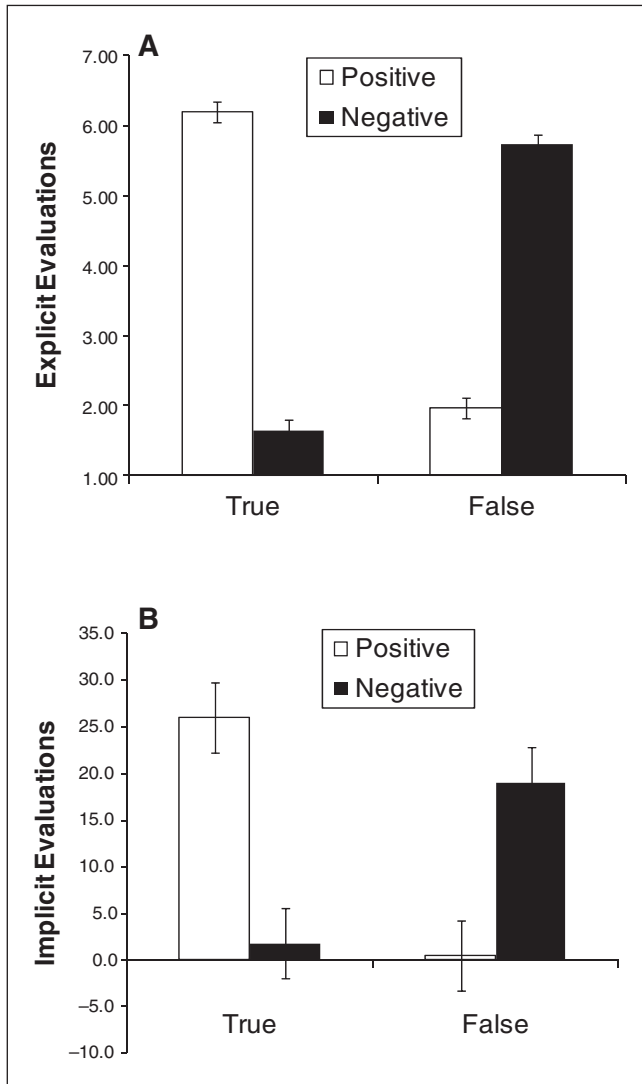 A
7.00
Positive
Negative
6.00
5.00
4.00
3.00
2.00
1.00
Explicit Evaluations
True False
B
35.0
Positive
Negative
30.0
25.0
20.0
15.0
10.0
5.0
0.0
–5.0
–10.0
Implicit Evaluations
True False